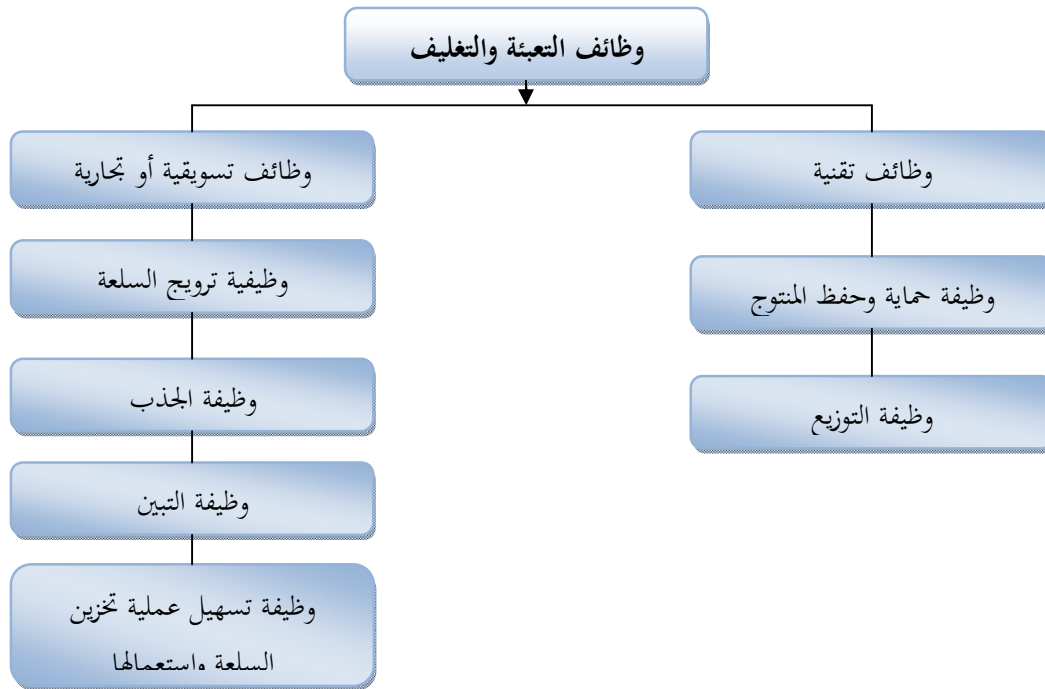 وظائف التعبئة والتغليف
وظائف تقنية
وظائف تسويقية أو تجارية
وظيفة حماية وحفظ المنتوج
وظيفية ترويج السلعة
وظيفة التوزيع
وظيفة الجذب
وظيفة التبين
وظيفة تسهيل عملية تخزين
السلعة واستعمالها